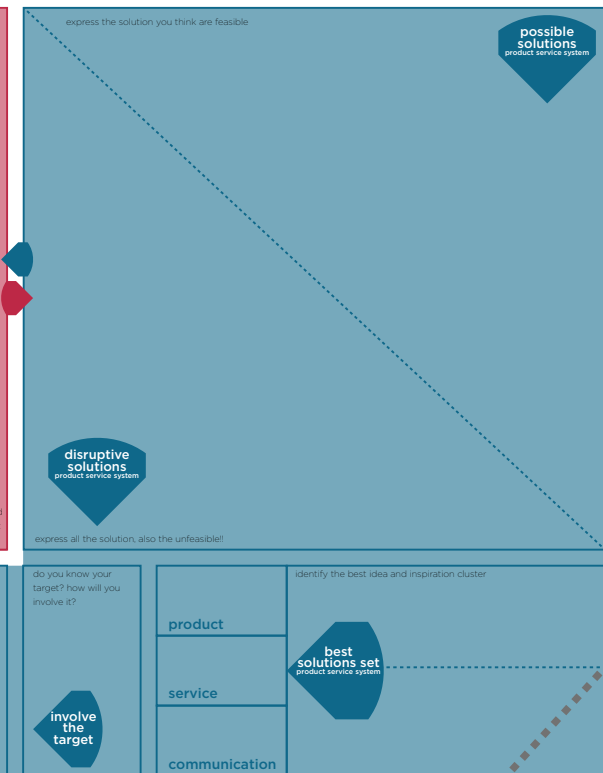 express the solution you think are feasible
possible
solutions
product service system
disruptive
solutions
product service system
express all the solution, also the unfeasible!!
do you know your
target? how will you
involve it?
involve
the
target
product
service
communication
identify the best idea and inspiration cluster
best
solutions set
product service system